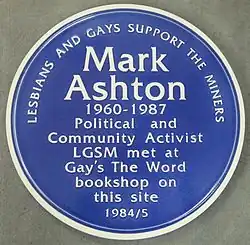 LESBIANS AND GAYS SUPPORT THE MINERS
Mark
Ashton
1960-1987
Political and
Community Activist
LGSM met at
Gay's The Word
bookshop on
this site
1984/5